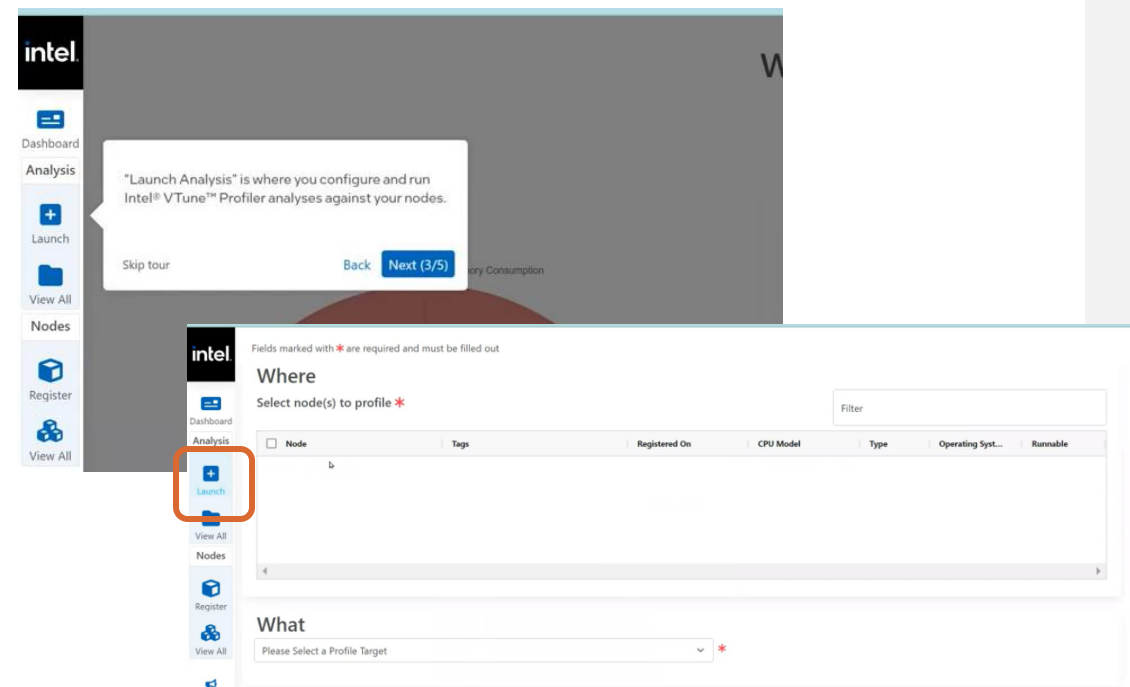 intel.
W
Dashboard
Analysis
Launch
View All
Nodes
Register
View All
"Launch Analysis" is where you configure and run
Intel® VTune™ Profiler analyses against your nodes.
Skip tour
Back
Next (3/5)
ory Consumption
intel.
Dashboard
Analysis
Launch
View All
Nodes
Register
View All
Fields marked with * are required and must be filled out
Where
Select node(s) to profile *
Filter
Node Tags Registered On CPU Model Type Operating Syst... Runnable
What
Please Select a Profile Target *